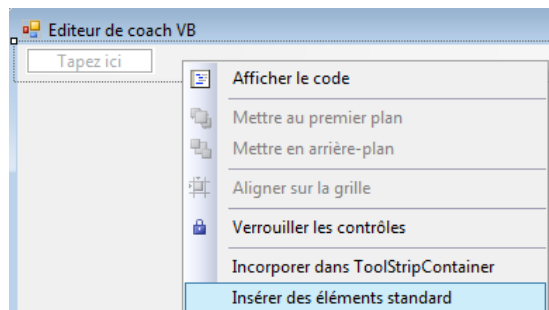 Editeur de coach VB
Tapez ici
Afficher le code
Mettre au premier plan
Mettre en arrière-plan
Aligner sur la grille
Verrouiller les contrôles
Incorporer dans ToolStripContainer
Insérer des éléments standard